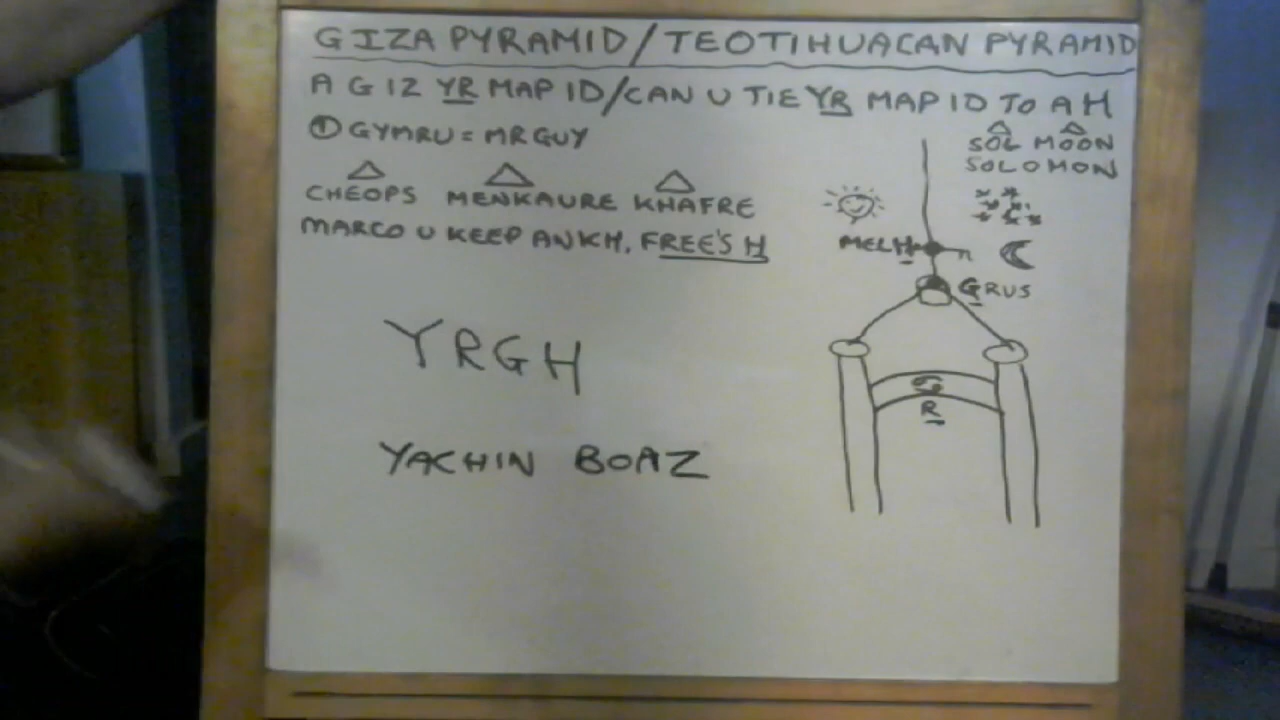 GIZA PYRAMID/TEOTIHUACAN PYRAMID
A GIZ YR MAP ID/CAN U TIE YR MAP ID TO A H
① GYMRU = MR GUY
SOL MOON
SOLOMON
CHEOPS MENKAURE KHAFRE
MARCO U KEEP ANKH. FREE'S H
MELH
GRUS
R
YRGH
YACHIN BOAZ